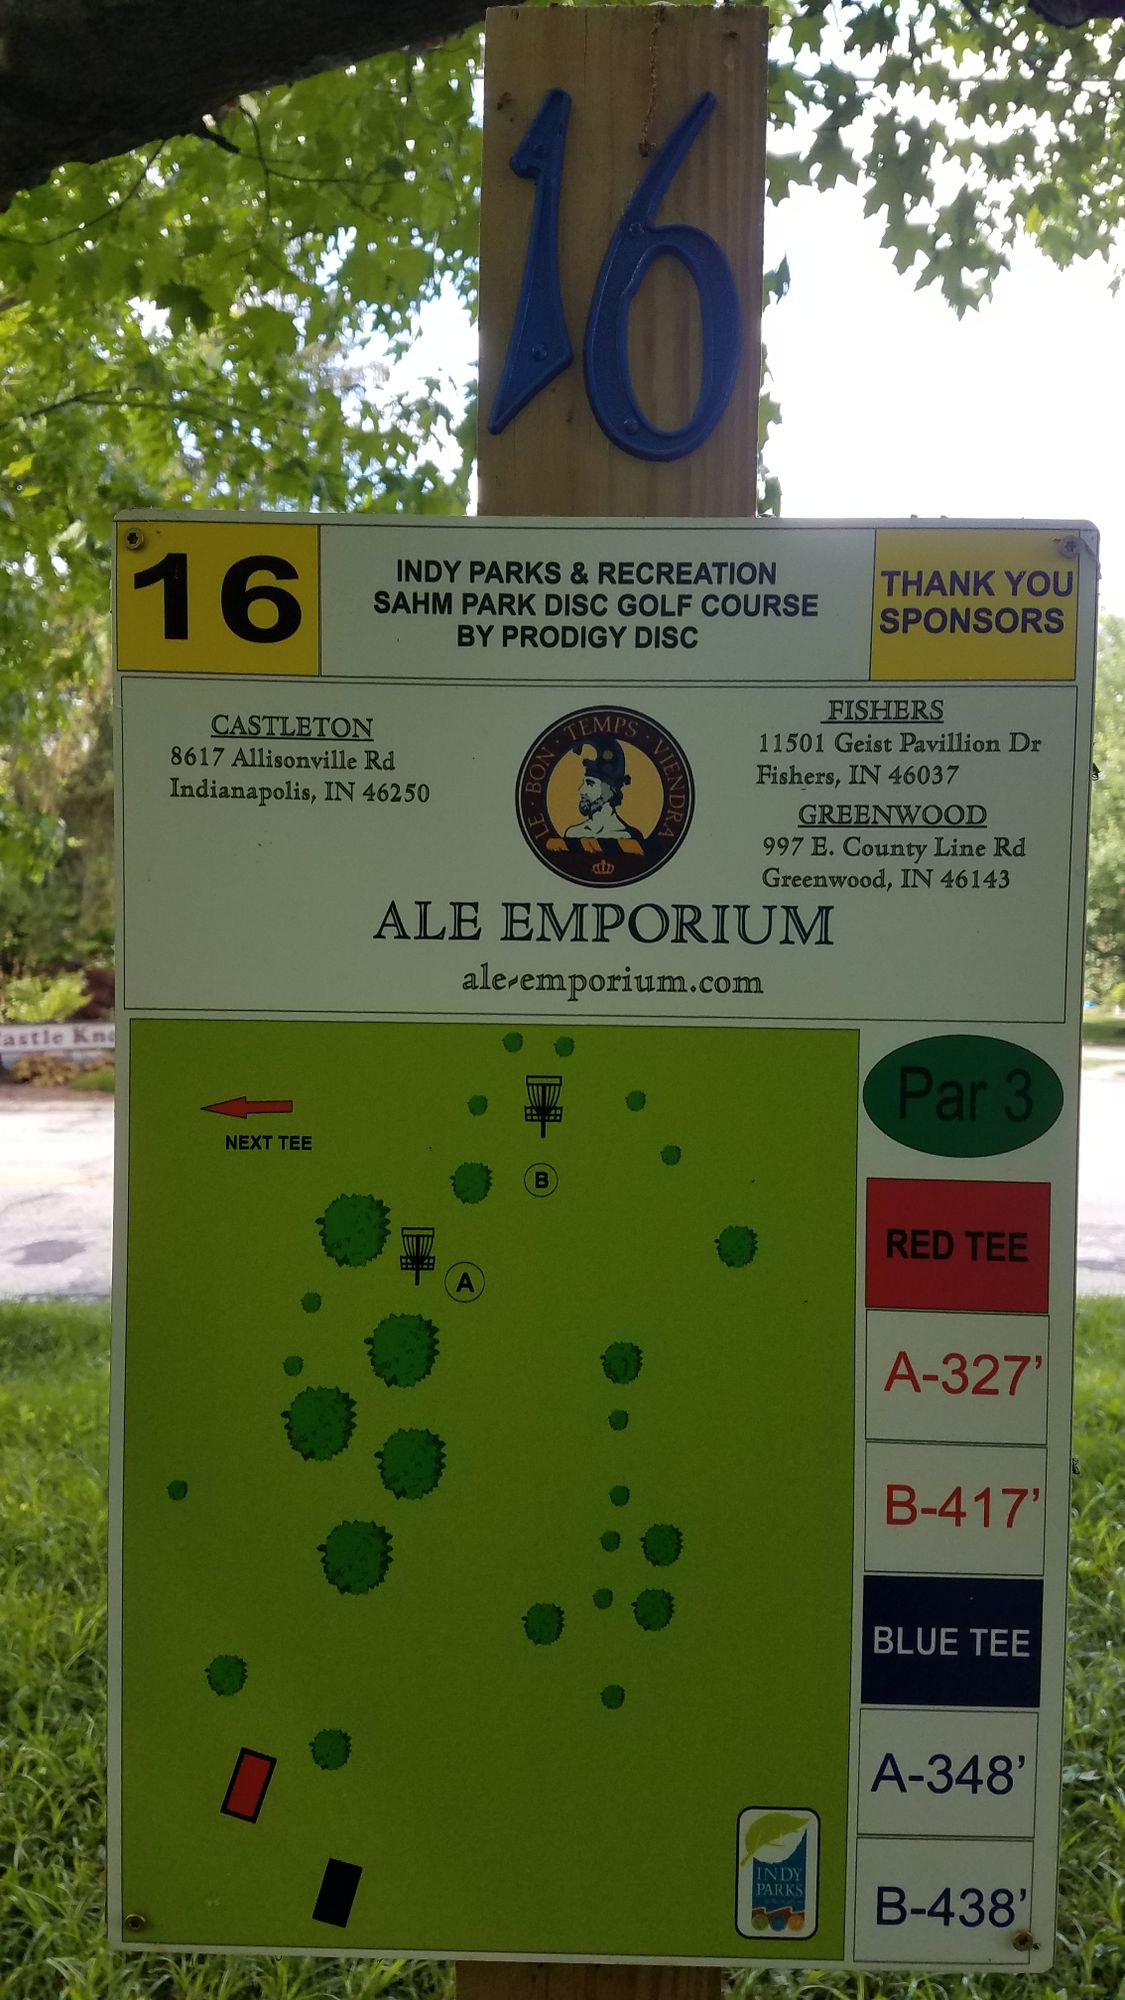 16
16
INDY PARKS & RECREATION
SAHM PARK DISC GOLF COURSE
BY PRODIGY DISC
THANK YOU
SPONSORS
CASTLETON
8617 Allisonville Rd
Indianapolis, IN 46250
LE · BON · TEMPS · VIENDRA
FISHERS
11501 Geist Pavillion Dr
Fishers, IN 46037
GREENWOOD
997 E. County Line Rd
Greenwood, IN 46143
ALE EMPORIUM
ale-emporium.com
NEXT TEE
B
A
Par 3
RED TEE
A-327'
B-417'
BLUE TEE
A-348'
B-438'
INDY
PARKS